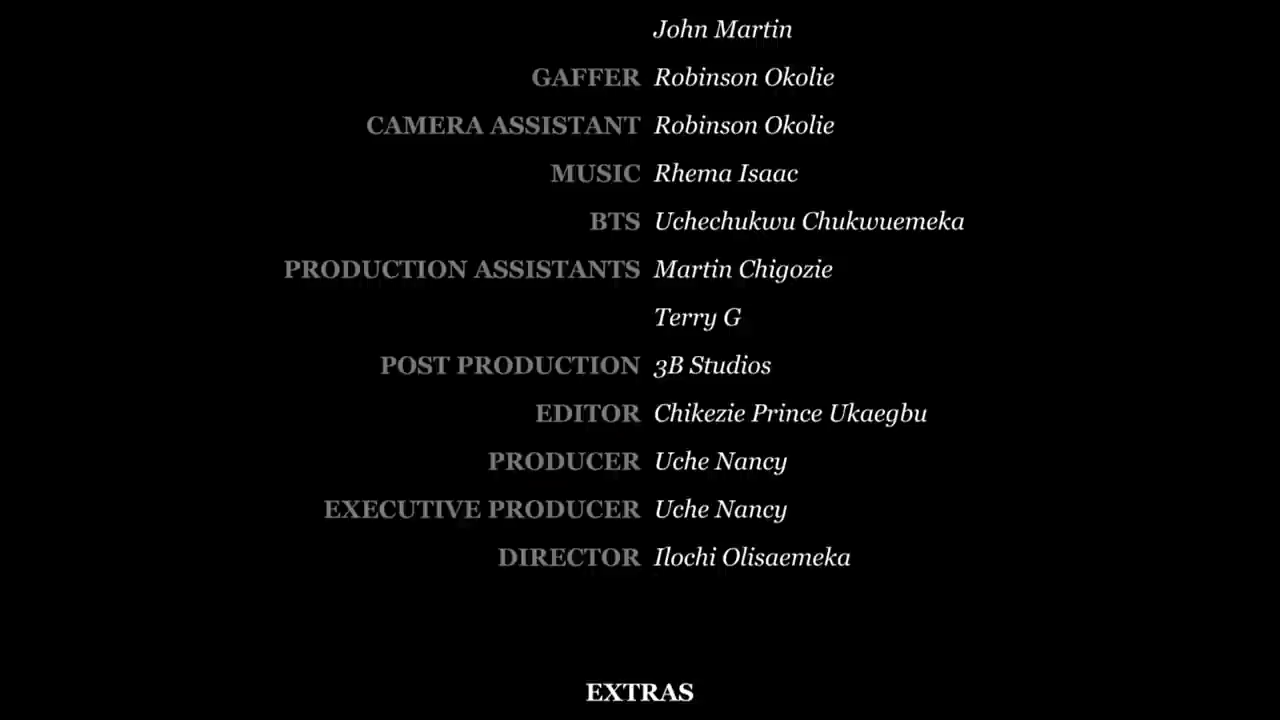 John Martin
GAFFER Robinson Okolie
CAMERA ASSISTANT Robinson Okolie
MUSIC Rhema Isaac
BTS Uchechukwu Chukwuemeka
PRODUCTION ASSISTANTS Martin Chigozie
Terry G
POST PRODUCTION 3B Studios
EDITOR Chikezie Prince Ukaegbu
PRODUCER Uche Nancy
EXECUTIVE PRODUCER Uche Nancy
DIRECTOR Ilochi Olisaemeka
EXTRAS